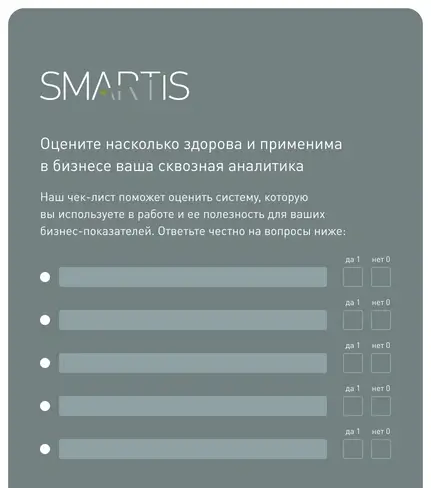 SMARTIS
Оцените насколько здорова и применима
в бизнесе ваша сквозная аналитика
Наш чек-лист поможет оценить систему, которую
вы используете в работе и ее полезность для ваших
бизнес-показателей. Ответьте честно на вопросы ниже:
да 1 нет 0
да 1 нет 0
да 1 нет 0
да 1 нет 0
да 1 нет 0